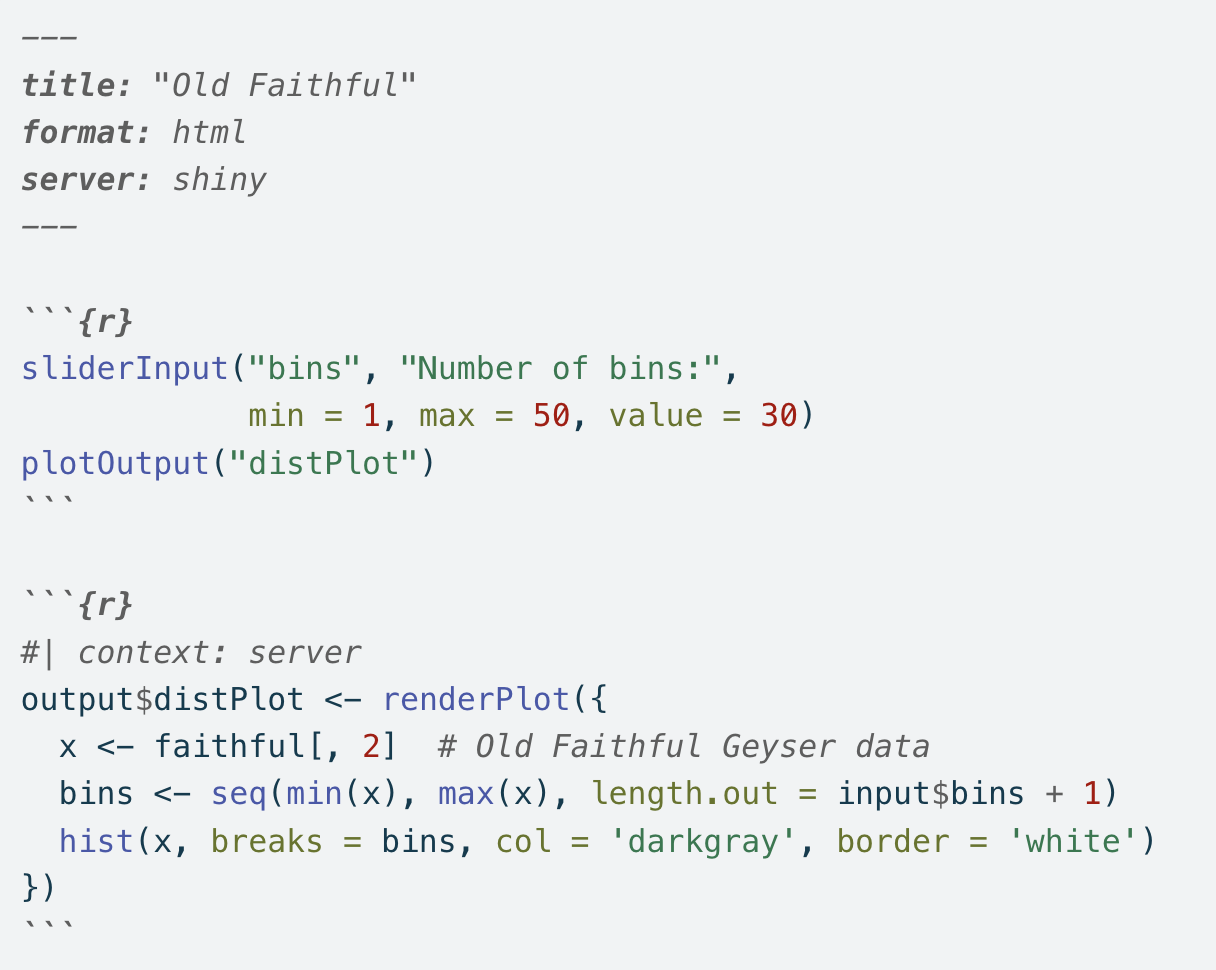 ---
title: "Old Faithful"
format: html
server: shiny
---
```{r}
sliderInput("bins", "Number of bins:",
            min = 1, max = 50, value = 30)
plotOutput("distPlot")
```
```{r}
#| context: server
output$distPlot <- renderPlot({
  x <- faithful[, 2]  # Old Faithful Geyser data
  bins <- seq(min(x), max(x), length.out = input$bins + 1)
  hist(x, breaks = bins, col = 'darkgray', border = 'white')
})
```